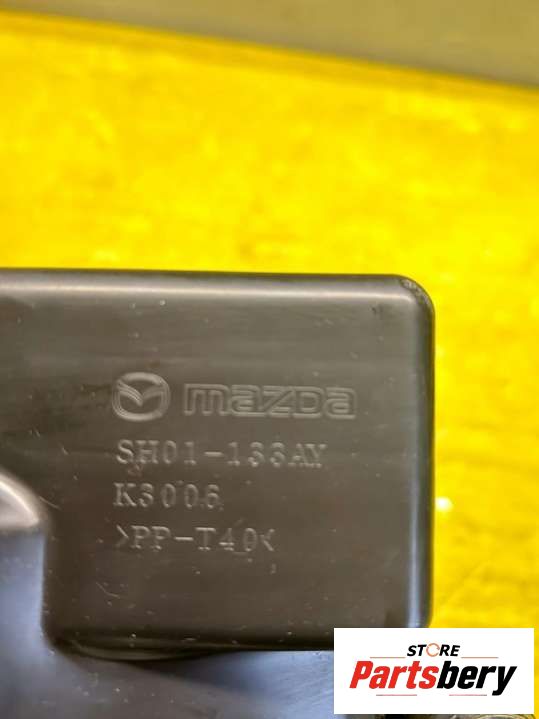 mazda
SH01-133AY
K3006
>PP-T40<
STORE
Partsbery